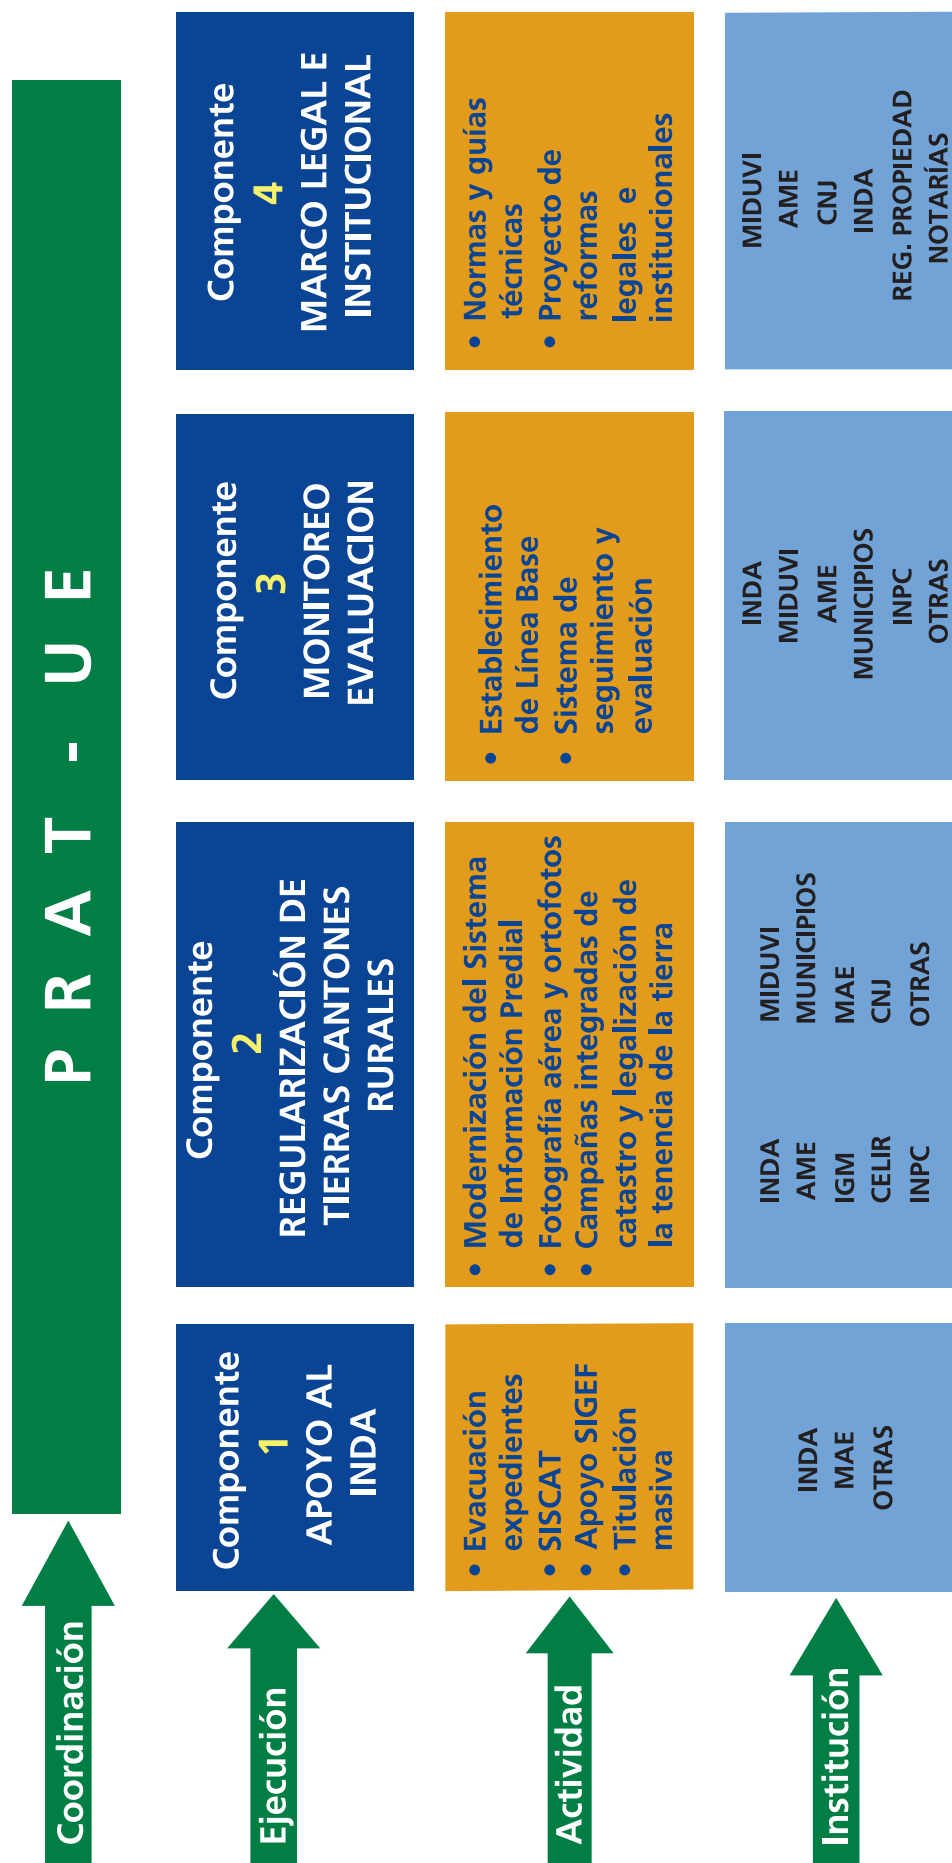 Coordinación
P R A T - U E
Ejecución
Componente
1
APOYO AL
INDA
Componente
2
REGULARIZACIÓN DE
TIERRAS CANTONES
RURALES
Componente
3
MONITOREO
EVALUACION
Componente
4
MARCO LEGAL E
INSTITUCIONAL
Actividad
• Evacuación
expedientes
• SISCAT
• Apoyo SIGEF
• Titulación
masiva
• Modernización del Sistema
de Información Predial
• Fotografía aérea y ortofotos
• Campañas integradas de
catastro y legalización de
la tenencia de la tierra
• Establecimiento
de Línea Base
• Sistema de
seguimiento y
evaluación
• Normas y guías
técnicas
• Proyecto de
reformas
legales e
institucionales
Institución
INDA
MAE
OTRAS
INDA
AME
IGM
CELIR
INPC
MIDUVI
MUNICIPIOS
MAE
CNJ
OTRAS
INDA
MIDUVI
AME
MUNICIPIOS
INPC
OTRAS
MIDUVI
AME
CNJ
INDA
REG. PROPIEDAD
NOTARÍAS